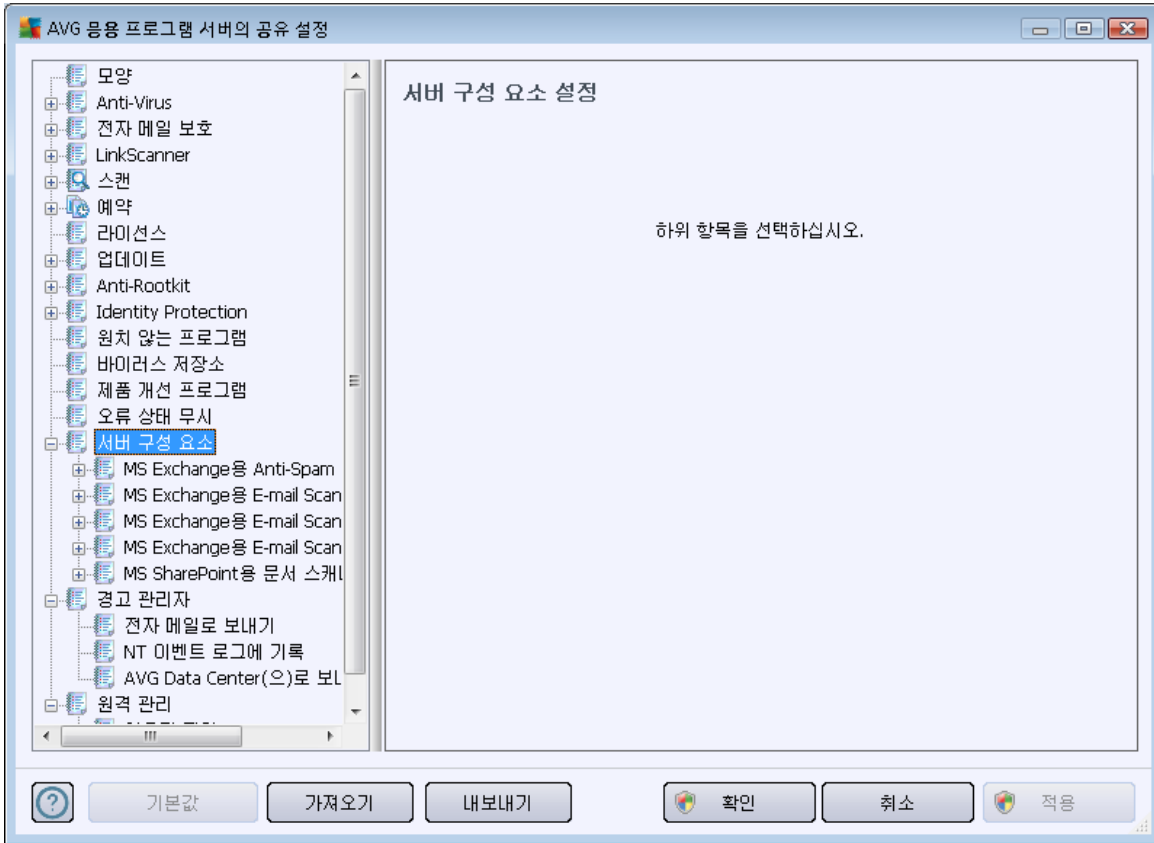 AVG 응용 프로그램 서버의 공유 설정
모양
Anti-Virus
전자 메일 보호
LinkScanner
스캔
예약
라이선스
업데이트
Anti-Rootkit
Identity Protection
원치 않는 프로그램
바이러스 저장소
제품 개선 프로그램
오류 상태 무시
서버 구성 요소
MS Exchange용 Anti-Spam
MS Exchange용 E-mail Scan
MS Exchange용 E-mail Scan
MS Exchange용 E-mail Scan
MS SharePoint용 문서
경고 관리자
전자 메일로 보내기
NT 이벤트 로그에 기록
AVG Data Center(으)로
원격 관리
서버 구성 요소 설정
하위 항목을 선택하십시오.
기본값
가져오기
내보내기
확인
취소
적용